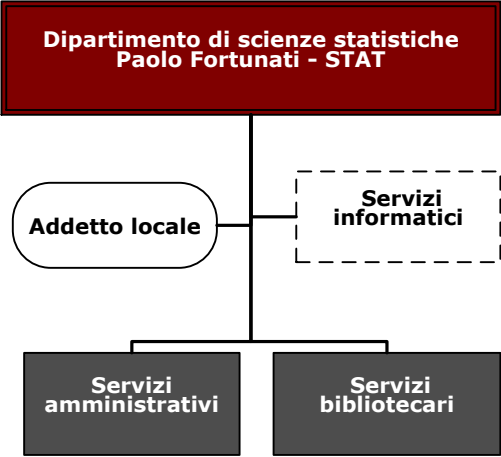 Dipartimento di scienze statistiche
Paolo Fortunati - STAT
Addetto locale
Servizi
informatici
Servizi
amministrativi
Servizi
bibliotecari